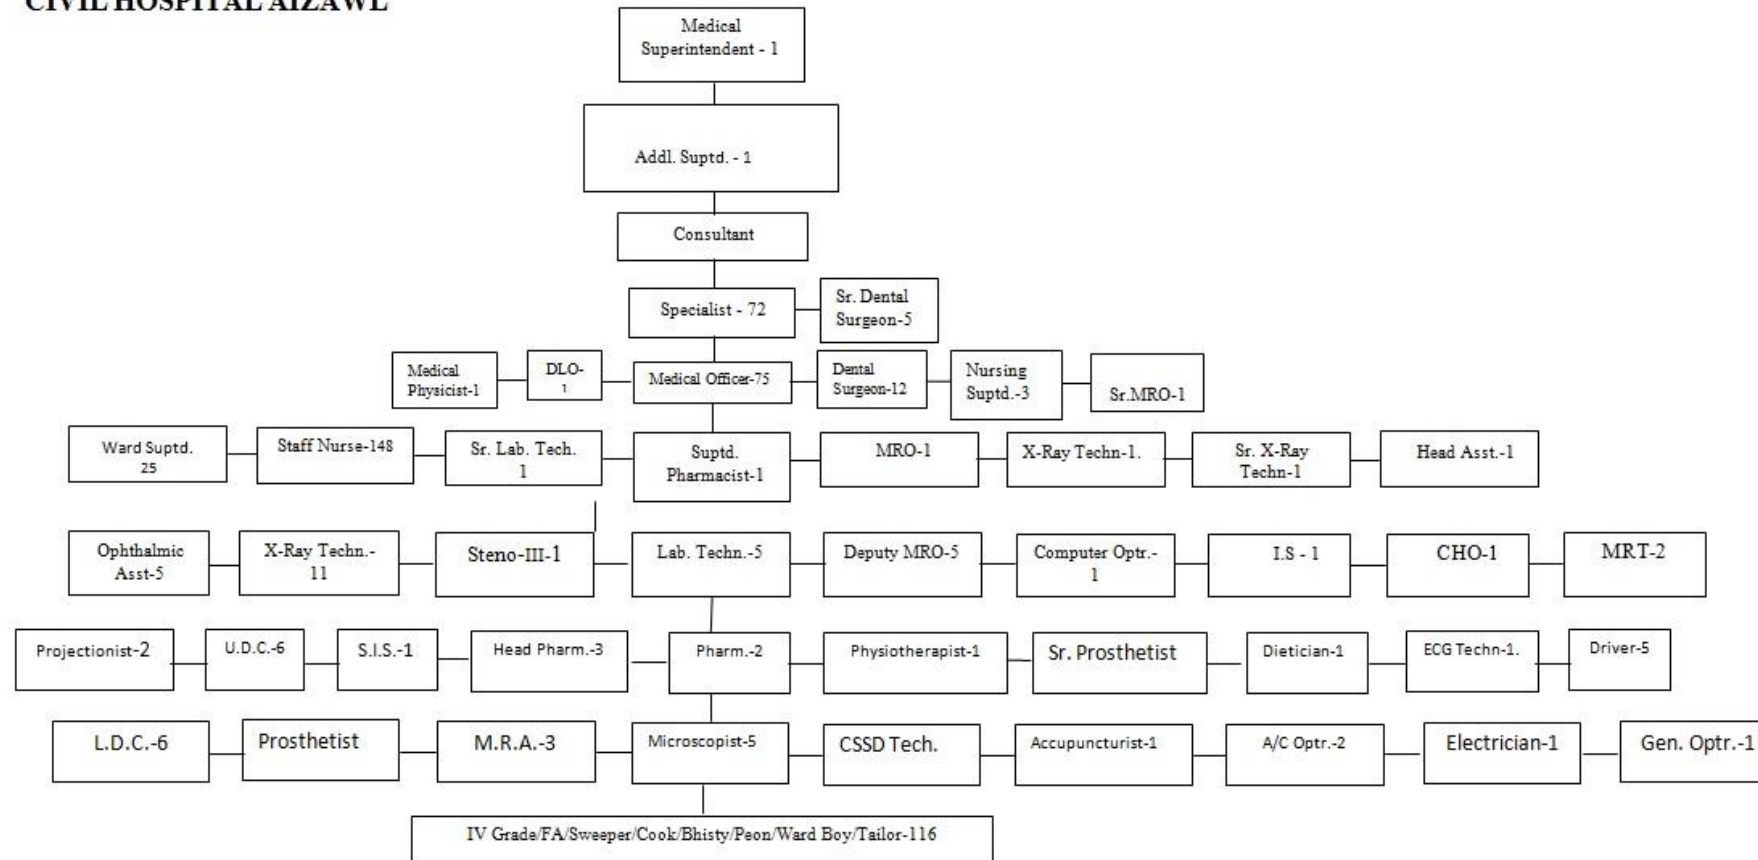 CIVIL HOSPITAL AIZAWL
Medical
Superintendent - 1
Addl. Suptd. - 1
Consultant
Specialist - 72
Sr. Dental
Surgeon-5
Medical
Physicist-1
DLO-
1
Medical Officer-75
Dental
Surgeon-12
Nursing
Suptd.-3
Sr.MRO-1
Ward Suptd.
25
Staff Nurse-148
Sr. Lab. Tech.
1
Suptd.
Pharmacist-1
MRO-1
X-Ray Techn-1.
Sr. X-Ray
Techn-1
Head Asst.-1
Ophthalmic
Asst-5
X-Ray Techn.-
11
Steno-III-1
Lab. Techn.-5
Deputy MRO-5
Computer Optr.-
1
I.S - 1
CHO-1
MRT-2
Projectionist-2
U.D.C.-6
S.I.S.-1
Head Pharm.-3
Pharm.-2
Physiotherapist-1
Sr. Prosthetist
Dietician-1
ECG Techn-1.
Driver-5
L.D.C.-6
Prosthetist
M.R.A.-3
Microscopist-5
CSSD Tech.
Accupuncturist-1
A/C Optr.-2
Electrician-1
Gen. Optr.-1
IV Grade/FA/Sweeper/Cook/Bhisty/Peon/Ward Boy/Tailor-116